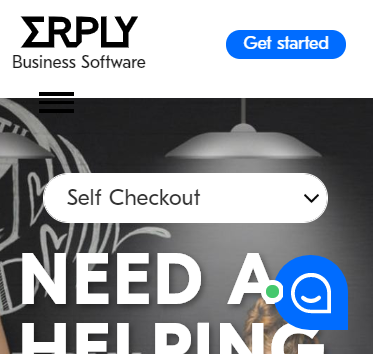 ERPLY
Business Software
Get started
Self Checkout
NEED A
HELPING